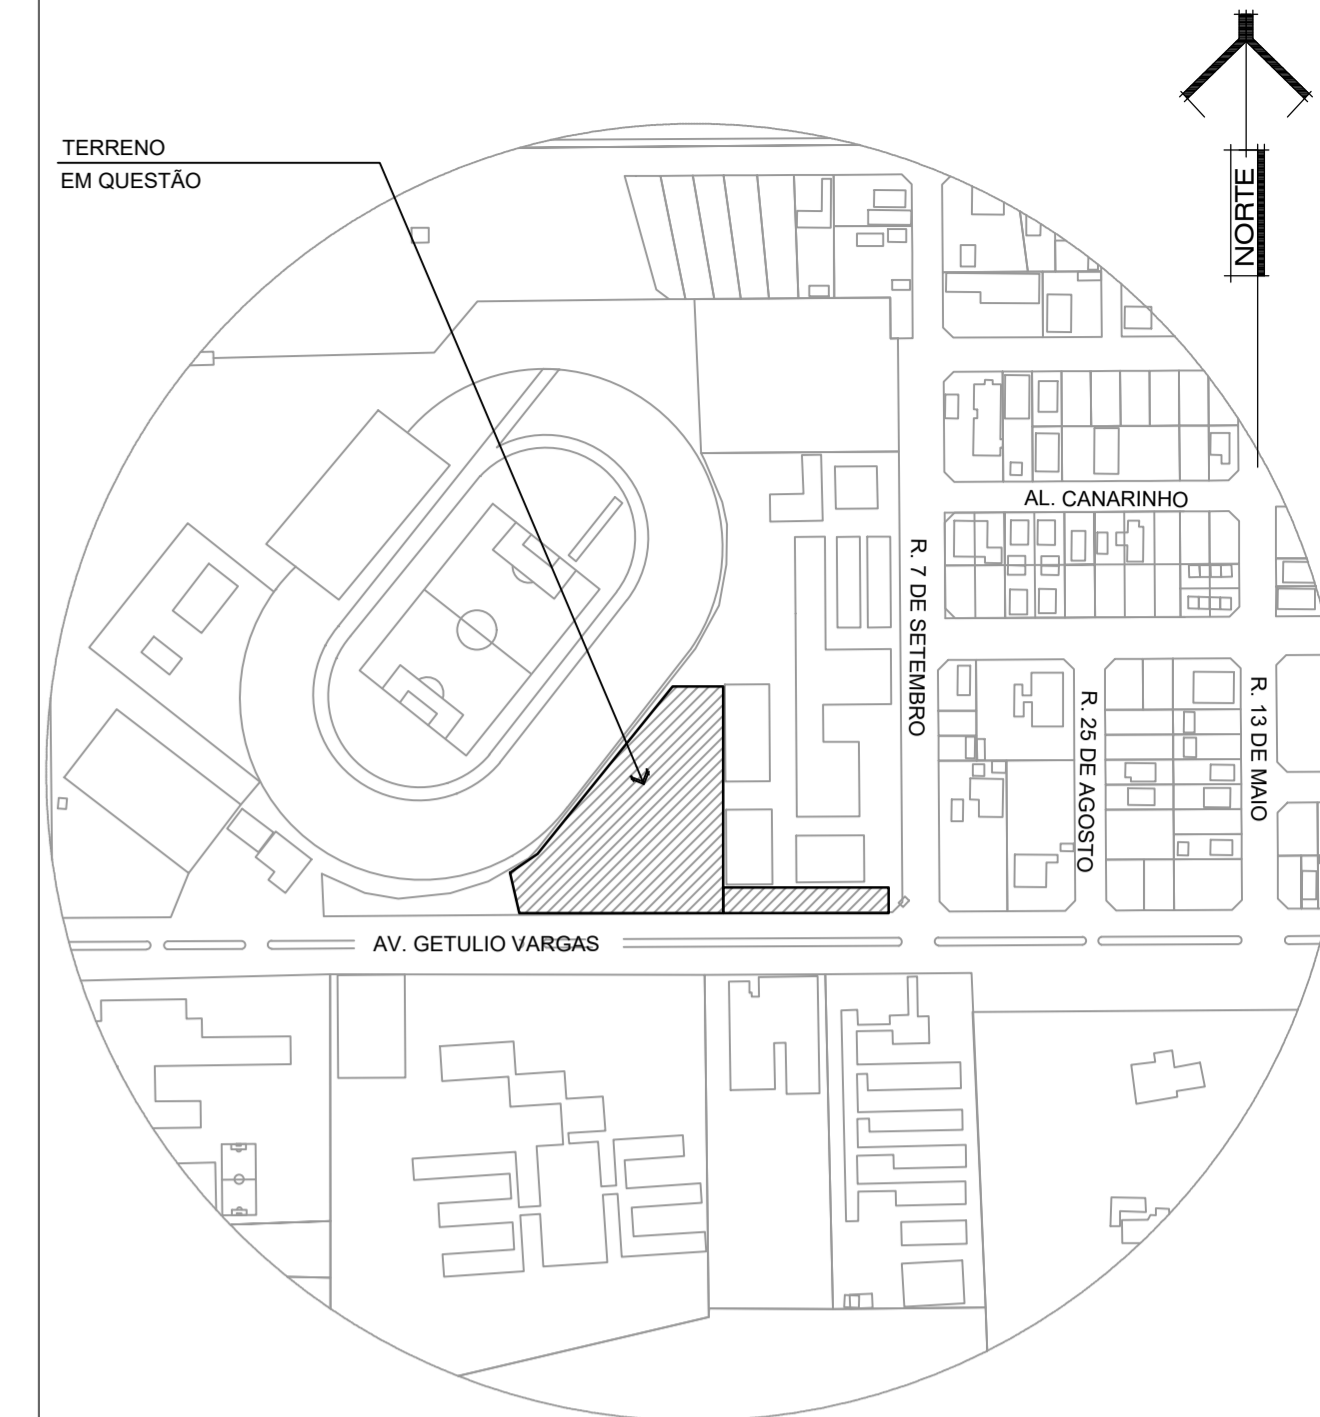 TERRENO
EM QUESTÃO
NORTE
AL. CANARINHO
R. 7 DE SETEMBRO
R. 25 DE AGOSTO
R. 13 DE MAIO
AV. GETULIO VARGAS